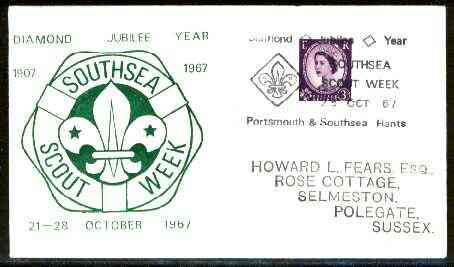 DIAMOND JUBILEE YEAR
1907 1967
SOUTHSEA
SCOUT WEEK
21-28 OCTOBER 1967
Diamond Jubilee Year
E R
SOUTHSEA
SCOUT WEEK
OCT 67
Portsmouth & Southsea Hants
HOWARD L. FEARS, ESQ.,
ROSE COTTAGE,
SELMESTON.
POLEGATE,
SUSSEX.